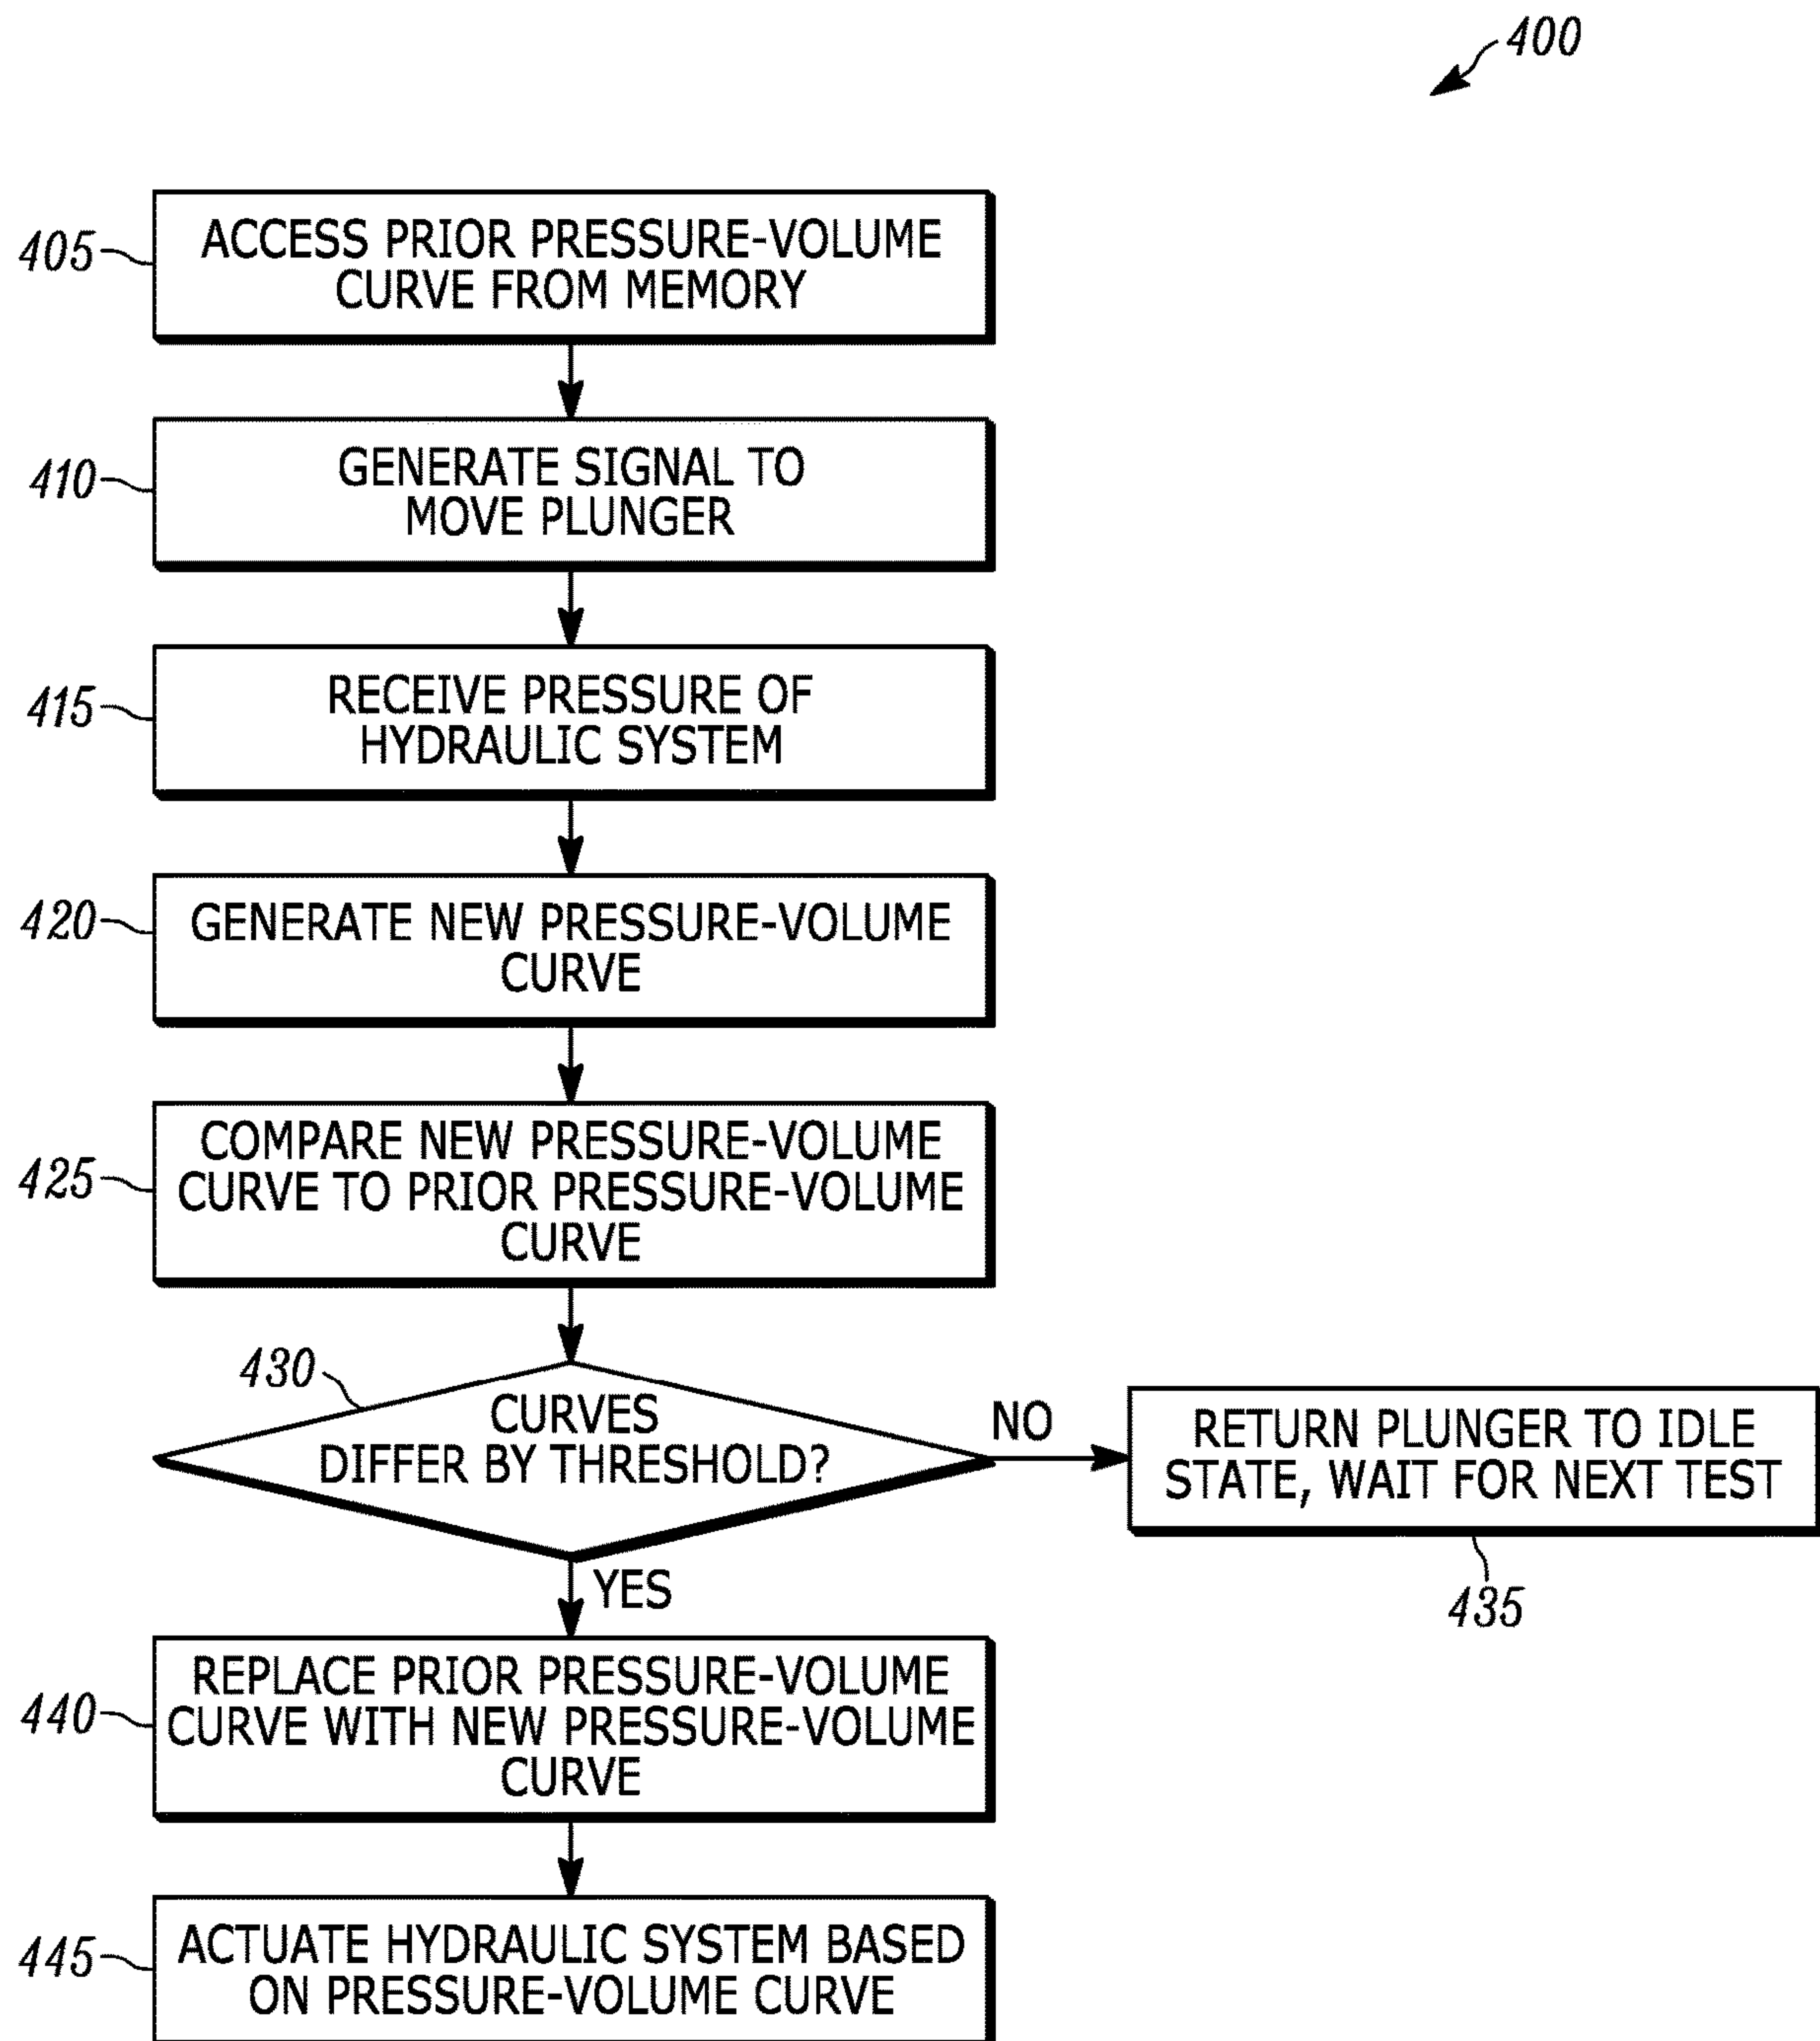 400
405
ACCESS PRIOR PRESSURE-VOLUME
CURVE FROM MEMORY
410
GENERATE SIGNAL TO
MOVE PLUNGER
415
RECEIVE PRESSURE OF
HYDRAULIC SYSTEM
420
GENERATE NEW PRESSURE-VOLUME
CURVE
425
COMPARE NEW PRESSURE-VOLUME
CURVE TO PRIOR PRESSURE-VOLUME
CURVE
430
CURVES
DIFFER BY THRESHOLD?
NO
RETURN PLUNGER TO IDLE
STATE, WAIT FOR NEXT TEST
435
YES
440
REPLACE PRIOR PRESSURE-VOLUME
CURVE WITH NEW PRESSURE-VOLUME
CURVE
445
ACTUATE HYDRAULIC SYSTEM BASED
ON PRESSURE-VOLUME CURVE